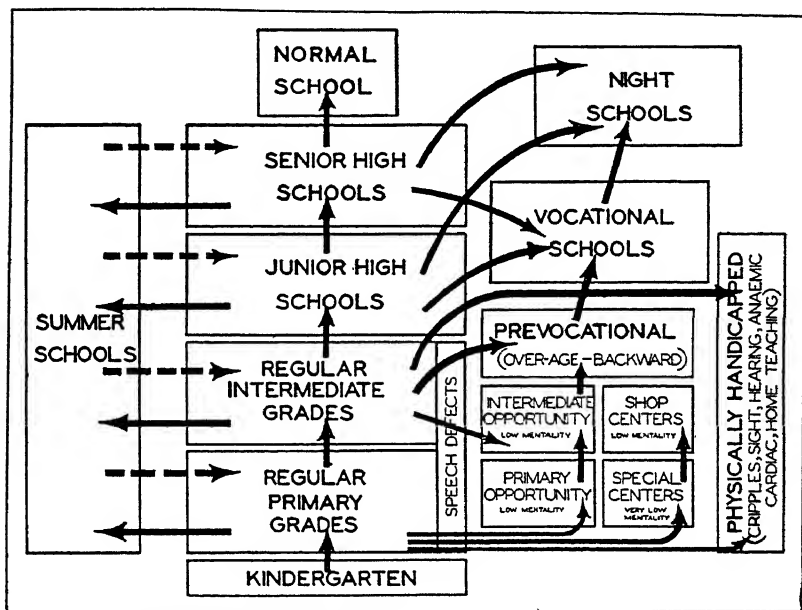 NORMAL
SCHOOL
NIGHT
SCHOOLS
SENIOR HIGH
SCHOOLS
VOCATIONAL
SCHOOLS
JUNIOR HIGH
SCHOOLS
SUMMER
SCHOOLS
PREVOCATIONAL
(OVER-AGE-BACKWARD)
REGULAR
INTERMEDIATE
GRADES
SPEECH DEFECTS
INTERMEDIATE
OPPORTUNITY
LOW MENTALITY
SHOP
CENTERS
LOW MENTALITY
REGULAR
PRIMARY
GRADES
PRIMARY
OPPORTUNITY
LOW MENTALITY
SPECIAL
CENTERS
VERY LOW
MENTALITY
PHYSICALLY HANDICAPPED
(CRIPPLES, SIGHT, HEARING, ANAEMIC
CARDIAC, HOME TEACHING)
KINDERGARTEN